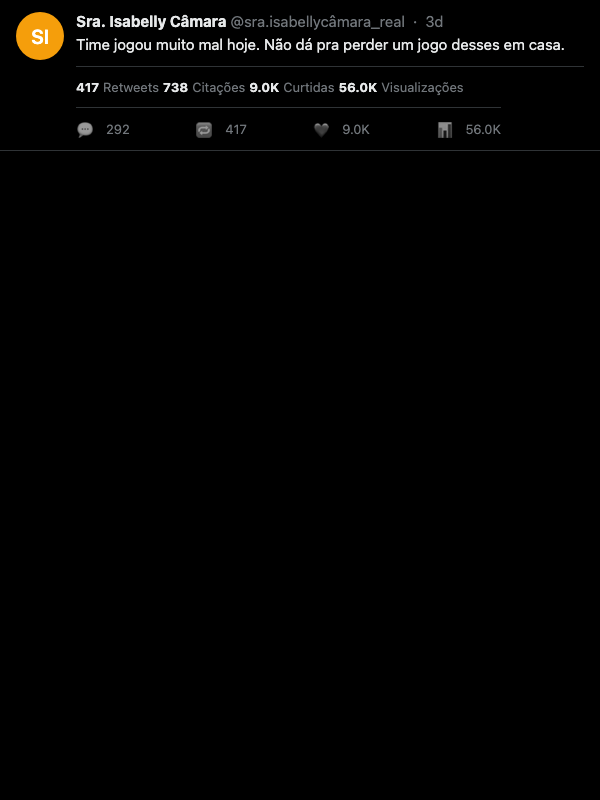 SI
Sra. Isabelly Câmara @sra.isabellycâmara_real · 3d
Time jogou muito mal hoje. Não dá pra perder um jogo desses em casa.
417 Retweets 738 Citações 9.0K Curtidas 56.0K Visualizações
292 417 9.0K 56.0K